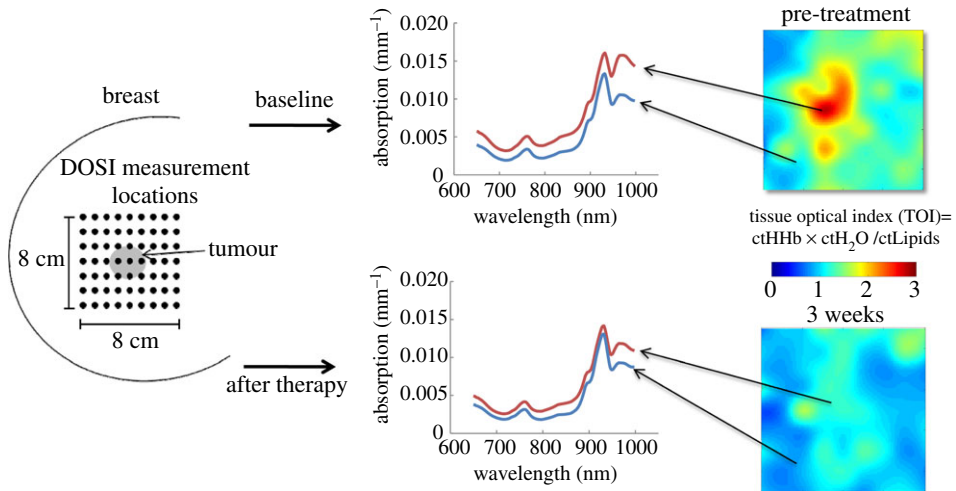 breast
baseline
DOSI measurement
locations
8 cm
tumour
8 cm
after therapy
absorption (mm⁻¹)
0.020
0.015
0.010
0.005
0
600 700 800 900 1000
wavelength (nm)
pre-treatment
tissue optical index (TOI)=
ctHHb × ctH₂O /ctLipids
0 1 2 3
3 weeks
absorption (mm⁻¹)
0.020
0.015
0.010
0.005
0
600 700 800 900 1000
wavelength (nm)